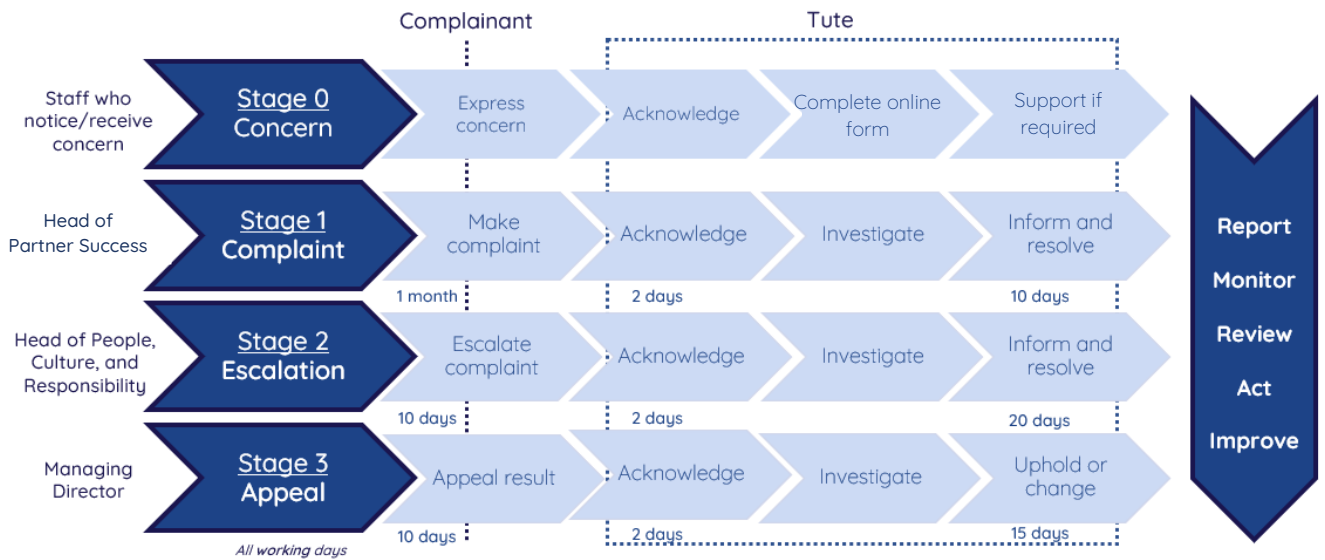 Complainant
Tute
Staff who
notice/receive
concern
Stage 0
Concern
Express
concern
Acknowledge
Complete online
form
Support if
required
Head of
Partner Success
Stage 1
Complaint
Make
complaint
Acknowledge
Investigate
Inform and
resolve
1 month
2 days
10 days
Head of People,
Culture, and
Responsibility
Stage 2
Escalation
Escalate
complaint
Acknowledge
Investigate
Inform and
resolve
10 days
2 days
20 days
Managing
Director
Stage 3
Appeal
Appeal result
Acknowledge
Investigate
Uphold or
change
10 days
2 days
15 days
All working days
Report
Monitor
Review
Act
Improve